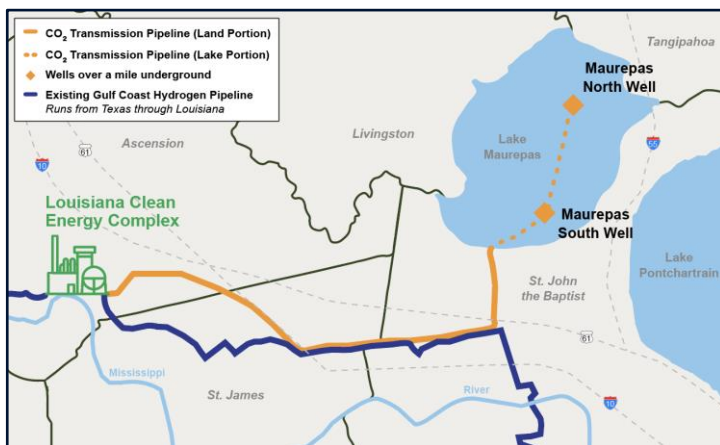 CO₂ Transmission Pipeline (Land Portion)
CO₂ Transmission Pipeline (Lake Portion)
Wells over a mile underground
Existing Gulf Coast Hydrogen Pipeline
Runs from Texas through Louisiana
Tangipahoa
Maurepas
North Well
61
Ascension
Livingston
Lake
Maurepas
10
55
Louisiana Clean
Energy Complex
Maurepas
South Well
Lake
Pontchartrain
St. John
the Baptist
61
Mississippi
St. James
River
10